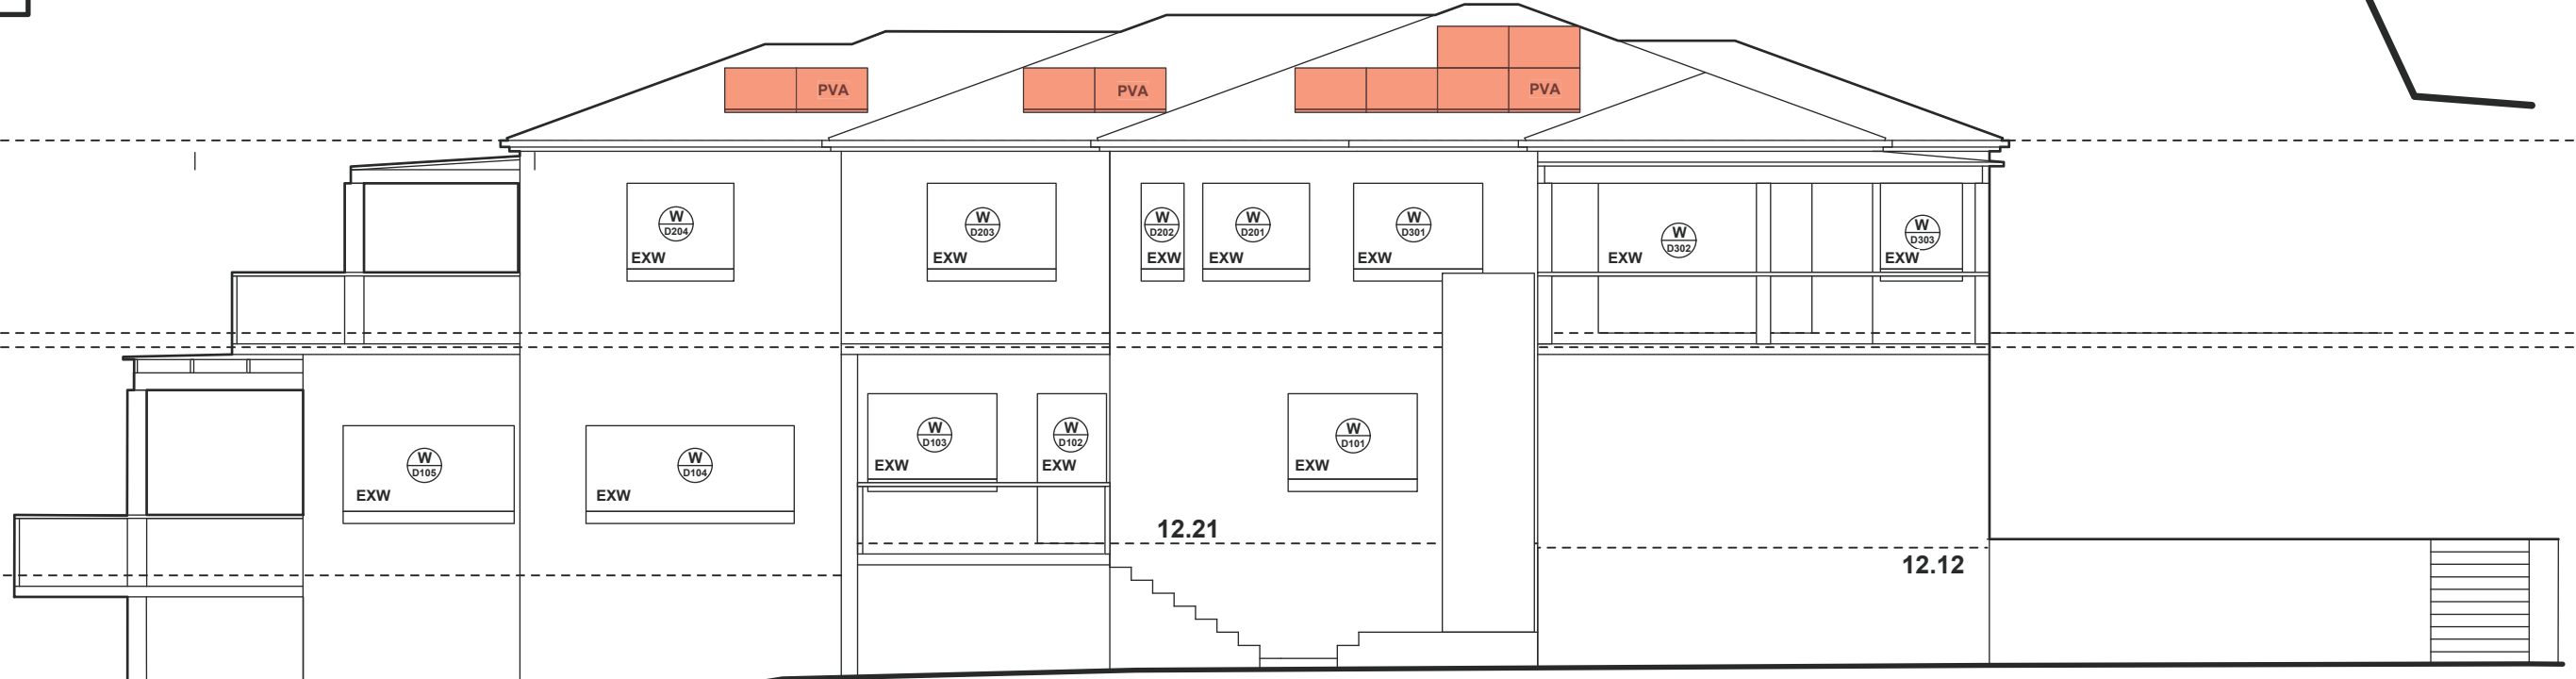 PVA
PVA
PVA
W
D204
EXW
W
D203
EXW
W
D202
EXW
W
D201
EXW
W
D301
EXW
W
D302
EXW
W
D303
EXW
W
D105
EXW
W
D104
EXW
W
D103
EXW
W
D102
EXW
W
D101
EXW
12.21
12.12